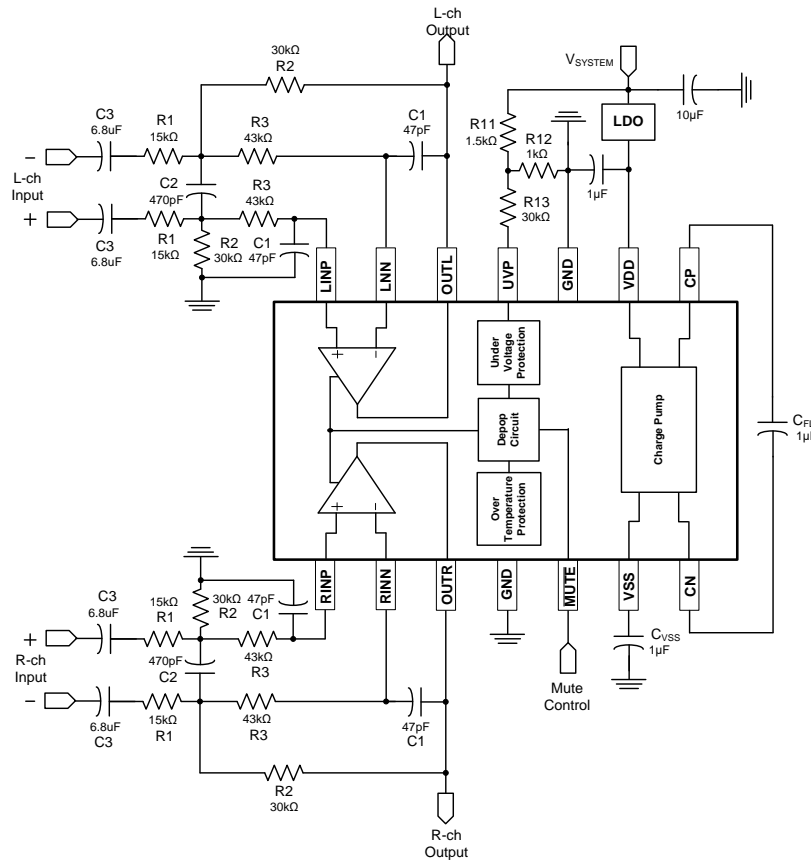 L-ch
Output
30kΩ
R2
VSYSTEM
10µF
LDO
C3
6.8uF
R1
15kΩ
R3
43kΩ
C1
47pF
R11
1.5kΩ
R12
1kΩ
1µF
−
L-ch
Input
+
C2
470pF
R3
43kΩ
R13
30kΩ
C3
6.8uF
R1
15kΩ
R2
30kΩ
C1
47pF
LINP
LNN
OUTL
UVP
GND
VDD
CP
+
−
Under
Voltage
Protection
Depop
Circuit
Charge Pump
1µ
+
−
Over
Temperature
Protection
RINP
RINN
OUTR
GND
MUTE
VSS
CN
C3
6.8uF
15kΩ
R1
30kΩ
R2
47pF
C1
+
R-ch
Input
−
470pF
C2
43kΩ
R3
CVSS
1µF
Mute
Control
6.8uF
C3
15kΩ
R1
43kΩ
R3
47pF
C1
R2
30kΩ
R-ch
Output